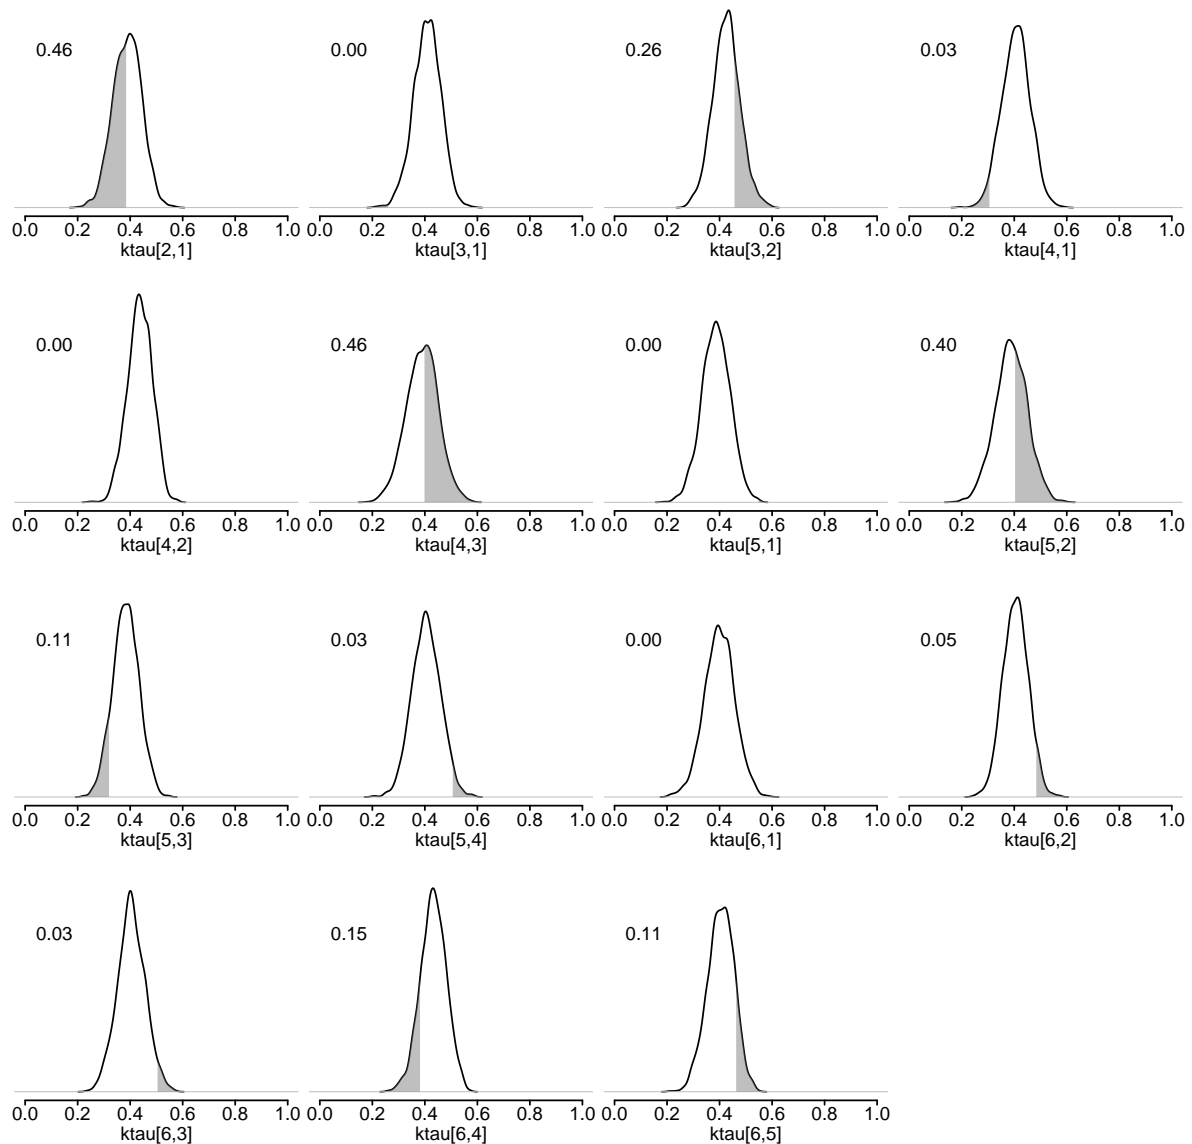 0.46 0.00 0.26 0.03
0.0 0.2 0.4 0.6 0.8 1.0 0.0 0.2 0.4 0.6 0.8 1.0 0.0 0.2 0.4 0.6 0.8 1.0 0.0 0.2 0.4 0.6 0.8 1.0
ktau[2,1] ktau[3,1] ktau[3,2] ktau[4,1]
0.00 0.46 0.00 0.40
0.0 0.2 0.4 0.6 0.8 1.0 0.0 0.2 0.4 0.6 0.8 1.0 0.0 0.2 0.4 0.6 0.8 1.0 0.0 0.2 0.4 0.6 0.8 1.0
ktau[4,2] ktau[4,3] ktau[5,1] ktau[5,2]
0.11 0.03 0.00 0.05
0.0 0.2 0.4 0.6 0.8 1.0 0.0 0.2 0.4 0.6 0.8 1.0 0.0 0.2 0.4 0.6 0.8 1.0 0.0 0.2 0.4 0.6 0.8 1.0
ktau[5,3] ktau[5,4] ktau[6,1] ktau[6,2]
0.03 0.15 0.11
0.0 0.2 0.4 0.6 0.8 1.0 0.0 0.2 0.4 0.6 0.8 1.0 0.0 0.2 0.4 0.6 0.8 1.0
ktau[6,3] ktau[6,4] ktau[6,5]